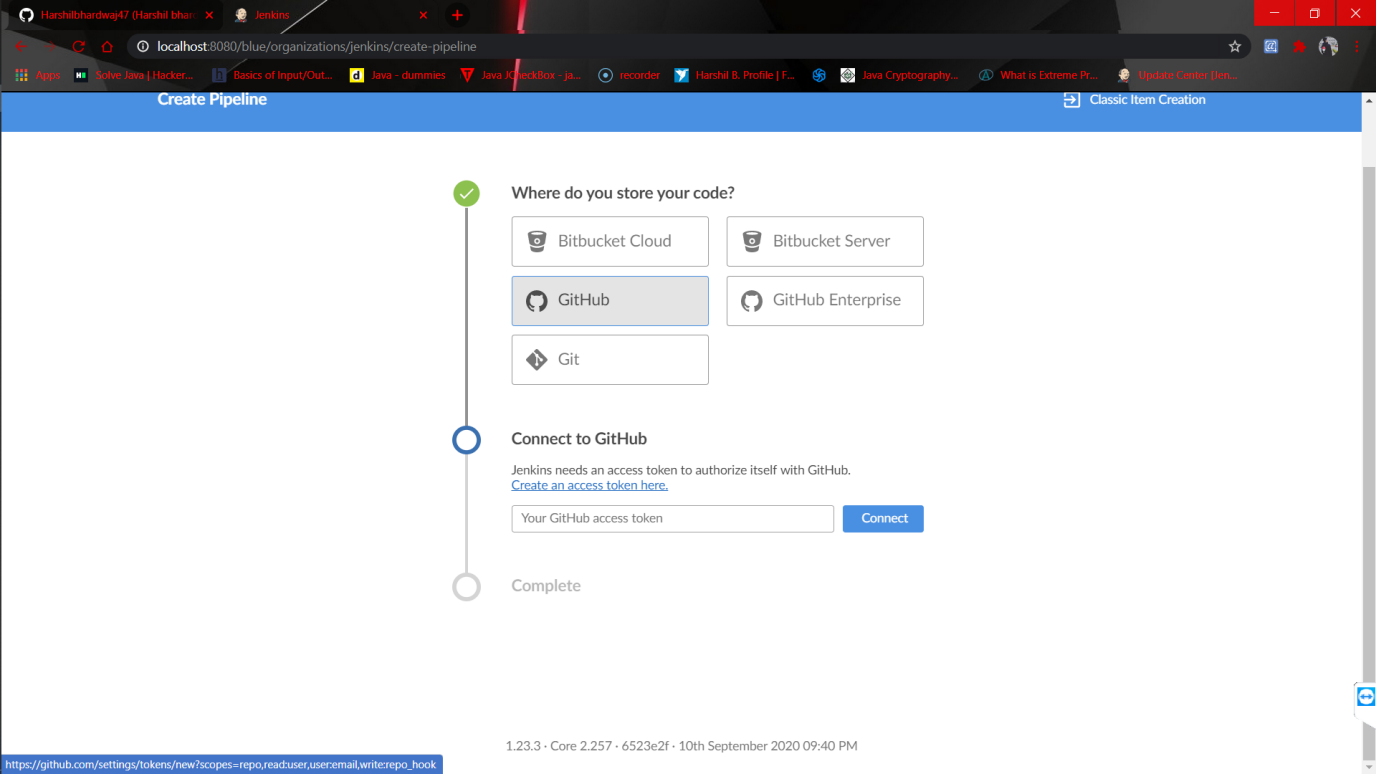 Harshilbhardwaj47 (Harshil bhar
Jenkins
localhost:8080/blue/organizations/jenkins/create-pipeline
Apps
Solve Java | Hacker...
Basics of Input/Out...
Java - dummies
Java JCheckBox - ja...
recorder
Harshil B. Profile | F...
Java Cryptography...
What is Extreme Pr...
Update Center [Jen...
Create Pipeline
Classic Item Creation
Where do you store your code?
Bitbucket Cloud
Bitbucket Server
GitHub
GitHub Enterprise
Git
Connect to GitHub
Jenkins needs an access token to authorize itself with GitHub.
Create an access token here.
Your GitHub access token
Connect
Complete
1.23.3 · Core 2.257 · 6523e2f · 10th September 2020 09:40 PM
https://github.com/settings/tokens/new?scopes=repo,read:user,user:email,write:repo_hook